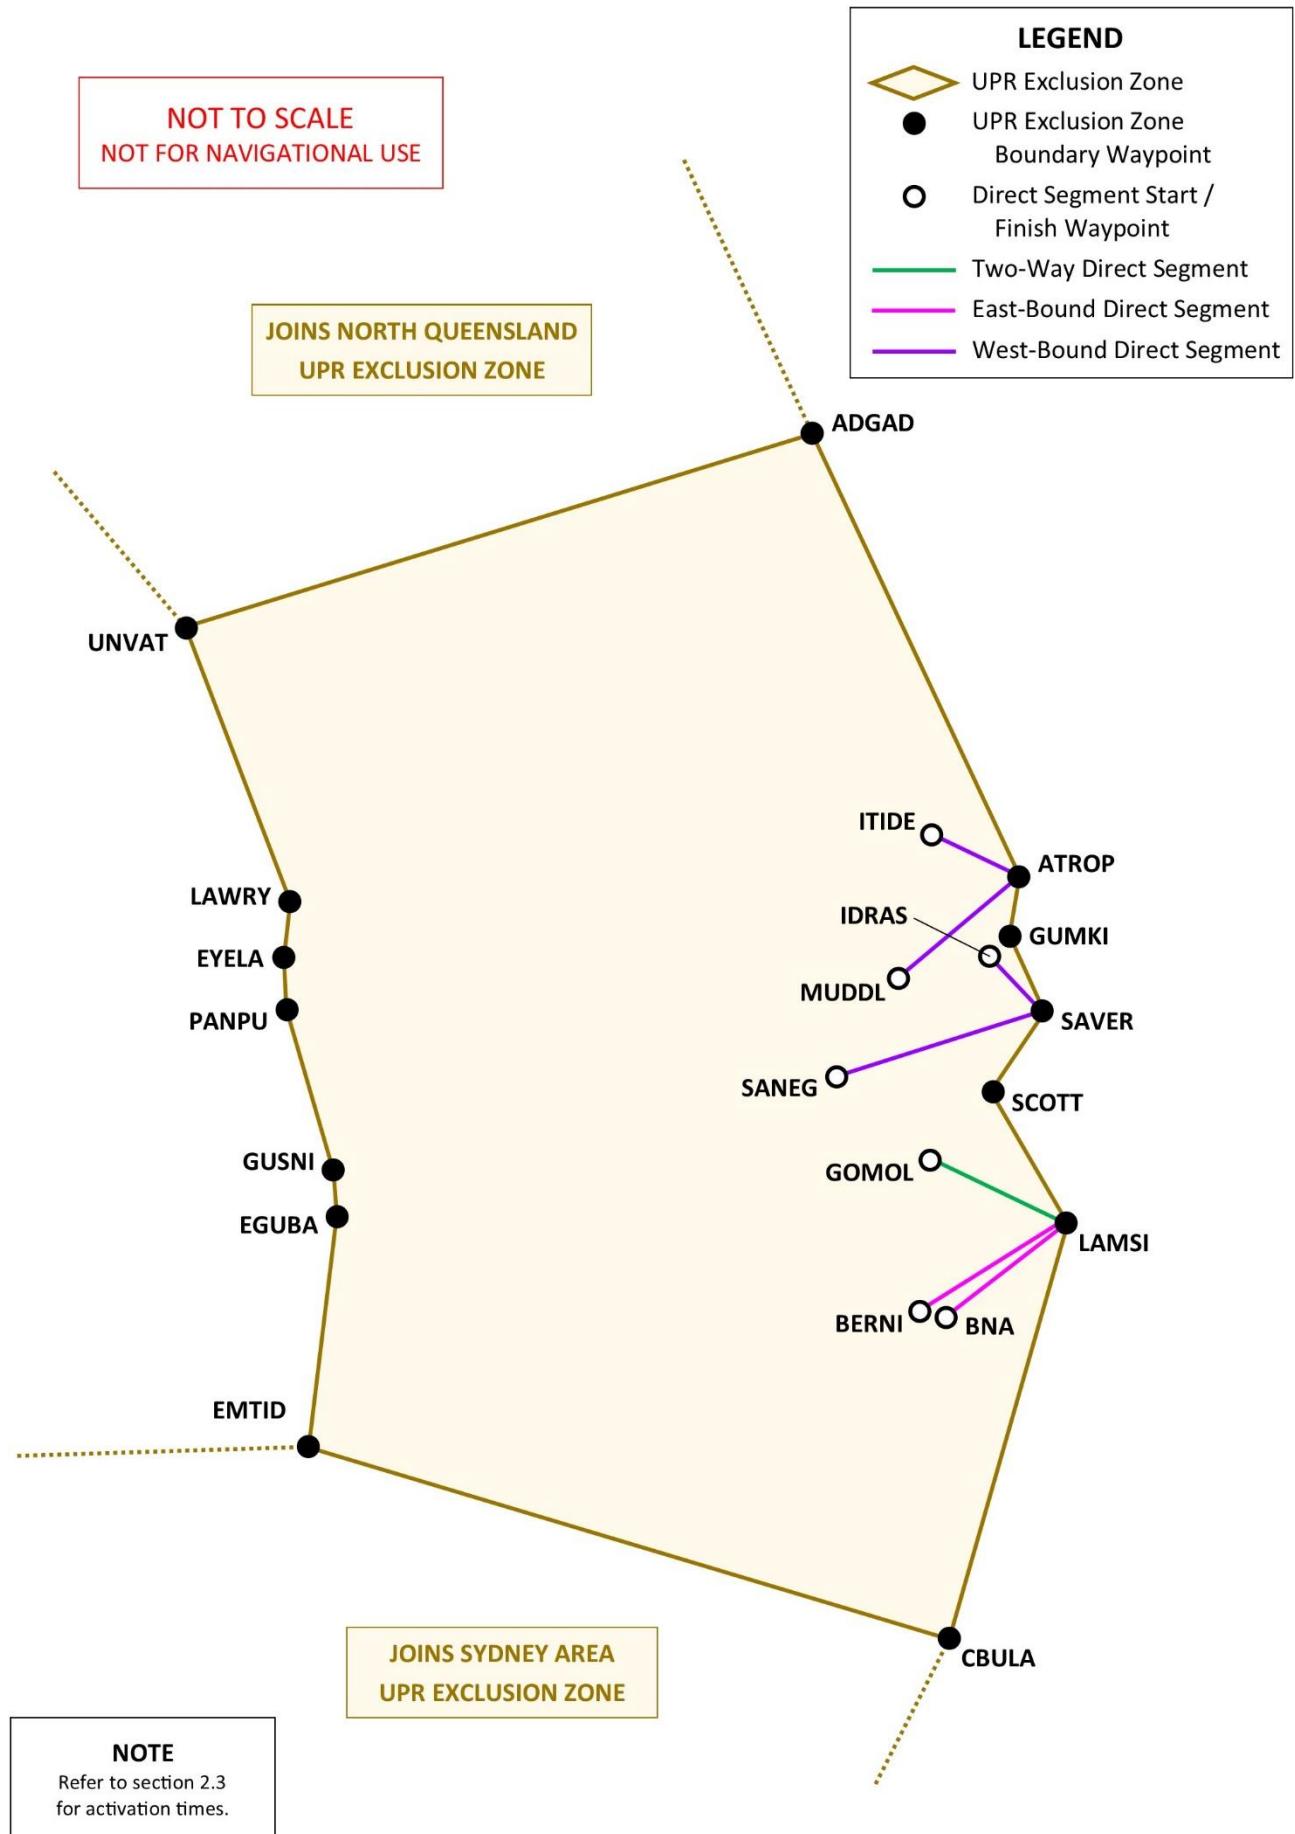 LEGEND
UPR Exclusion Zone
UPR Exclusion Zone
Boundary Waypoint
Direct Segment Start /
Finish Waypoint
Two-Way Direct Segment
East-Bound Direct Segment
West-Bound Direct Segment
NOT TO SCALE
NOT FOR NAVIGATIONAL USE
JOINS NORTH QUEENSLAND
UPR EXCLUSION ZONE
ADGAD
UNVAT
ITIDE
ATROP
LAWRY
IDRAS
GUMKI
EYELA
MUDDL
PANPU
SAVER
SANEG
SCOTT
GUSNI
GOMOL
EGUBA
LAMSI
BERNI
BNA
EMTID
JOINS SYDNEY AREA
UPR EXCLUSION ZONE
CBULA
NOTE
Refer to section 2.3
for activation times.